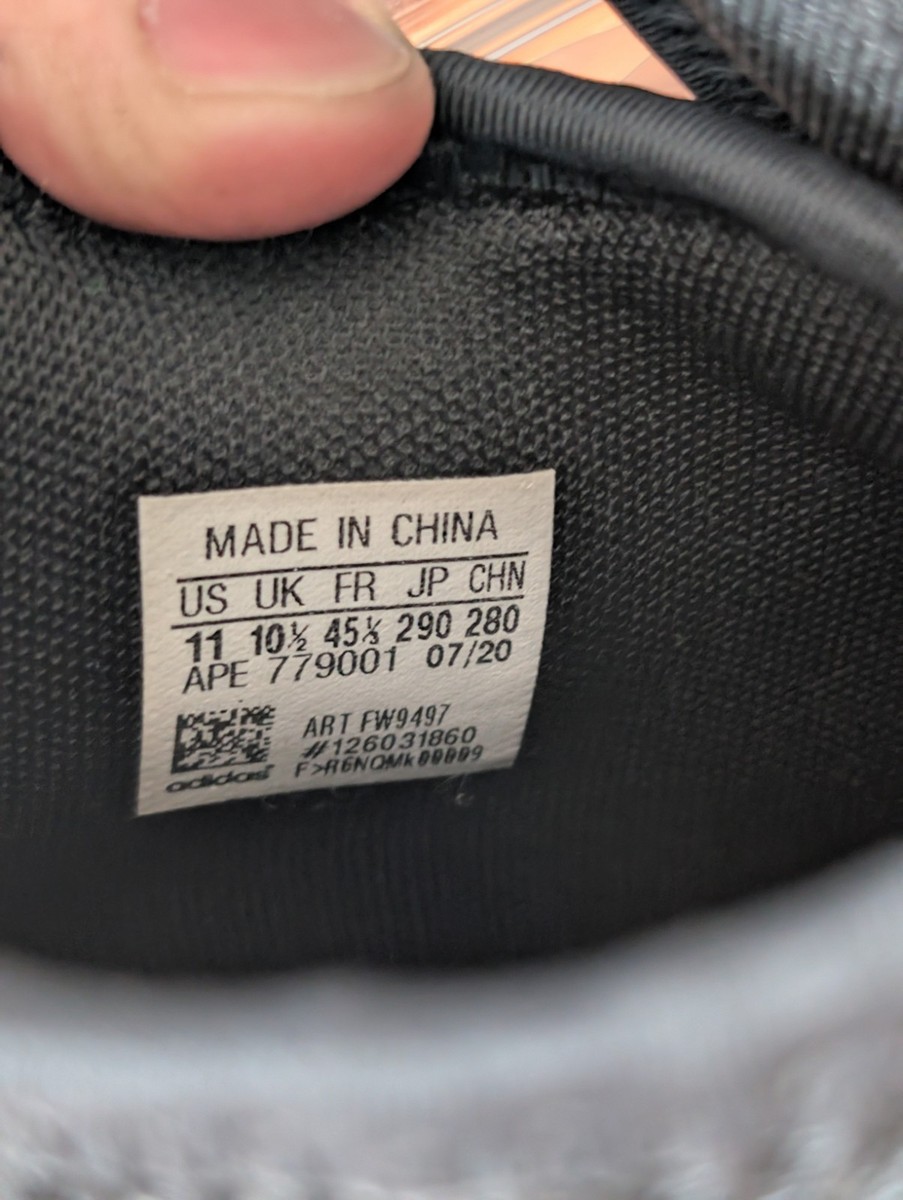 MADE IN CHINA
US UK FR JP CHN
11 10½ 45⅓ 290 280
APE 779001 07/20
ART FW9497
#126031860
adidas